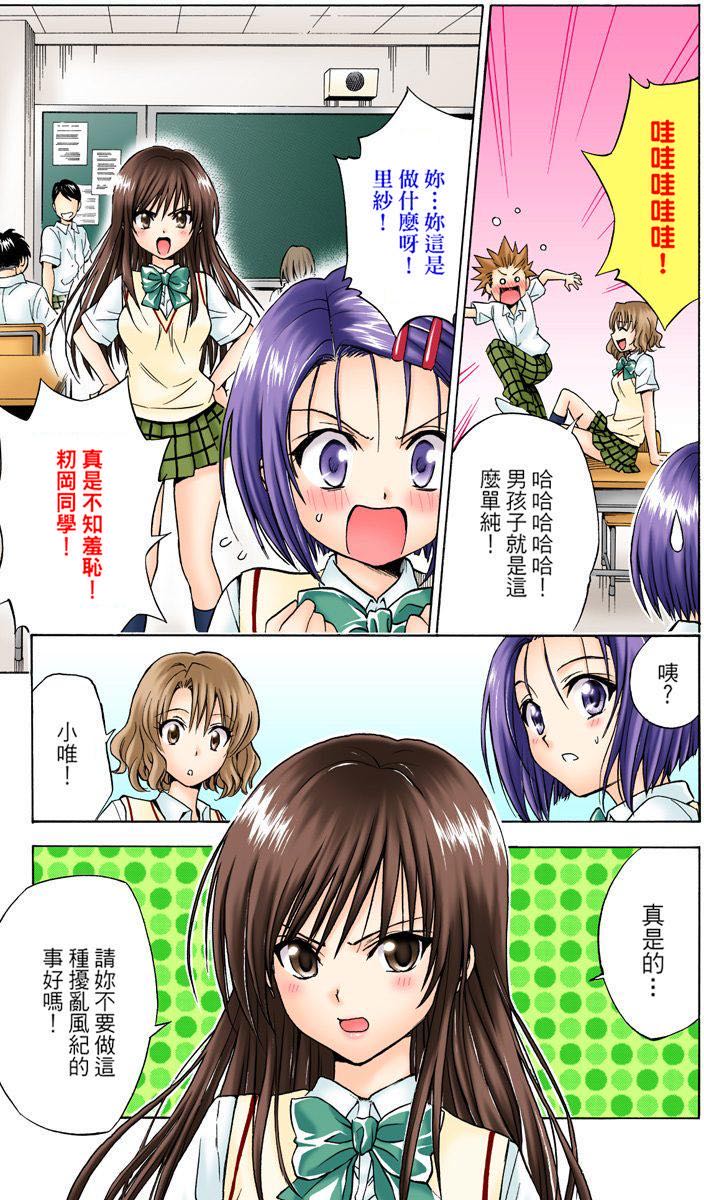 哇哇哇哇哇！
哈哈哈哈哈！
男孩子就是這
麼單純！
妳…妳這是
做什麼呀！
里紗！
真是不知羞恥！
籾岡同學！
咦？
小唯！
真是的…
請妳不要做這
種擾亂風紀的
事好嗎！